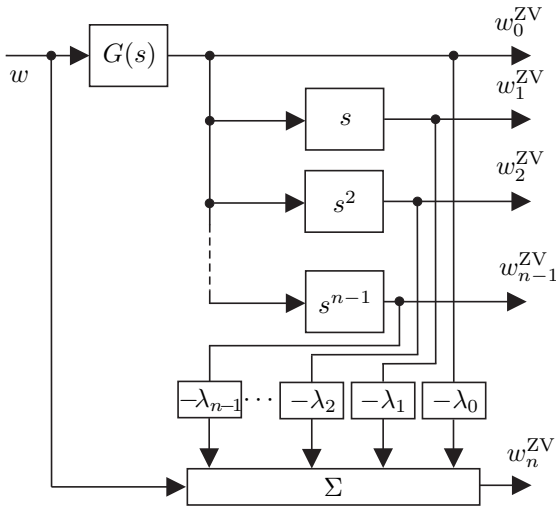 w
G(s)
w_0^{ZV}
s
w_1^{ZV}
s^2
w_2^{ZV}
s^{n-1}
w_{n-1}^{ZV}
-λ_{n-1} ··· -λ_2 -λ_1 -λ_0
Σ
w_n^{ZV}